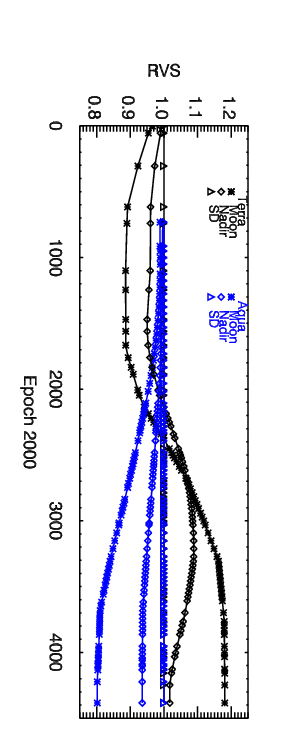 RVS
0.8 0.9 1.0 1.1 1.2
0
1000
2000
3000
4000
Epoch 2000
Terra
Moon
Nadir
SD
Aqua
Moon
Nadir
SD